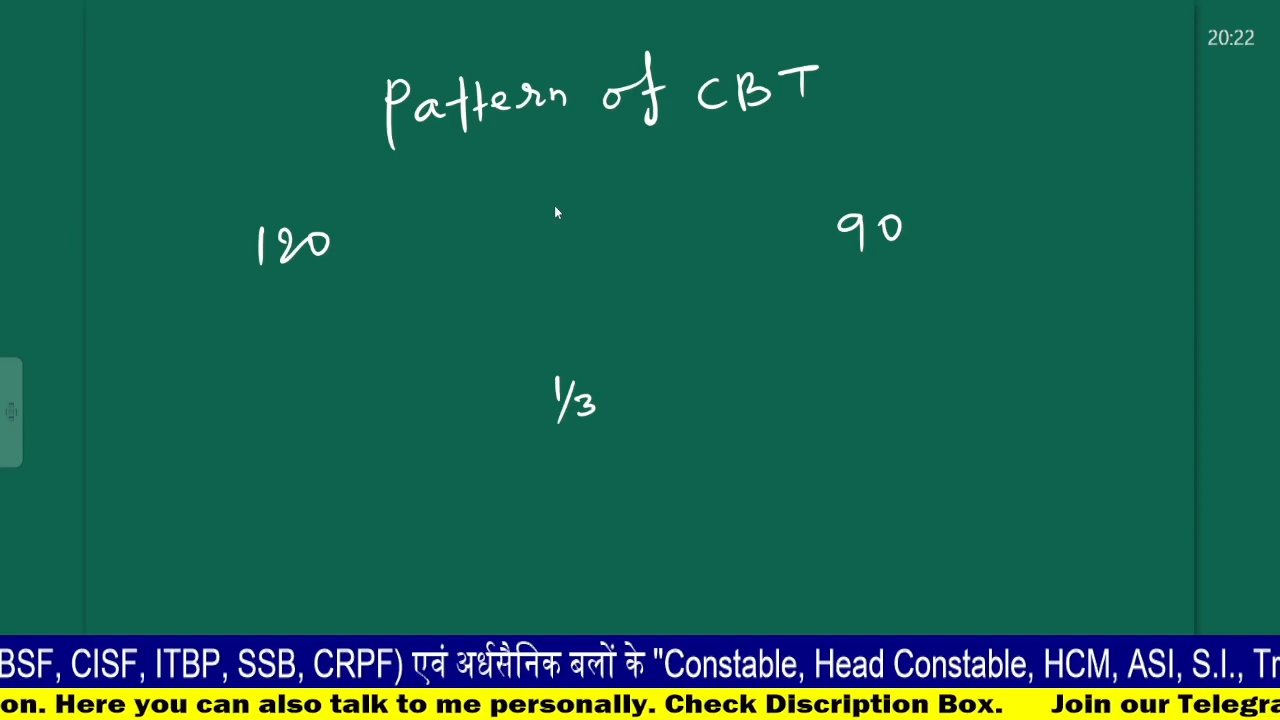 20:22
Pattern of CBT
120
90
1/3
BSF, CISF, ITBP, SSB, CRPF) एवं अर्धसैनिक बलों के "Constable, Head Constable, HCM, ASI, S.I., Tr
on. Here you can also talk to me personally. Check Discription Box. Join our Telegra